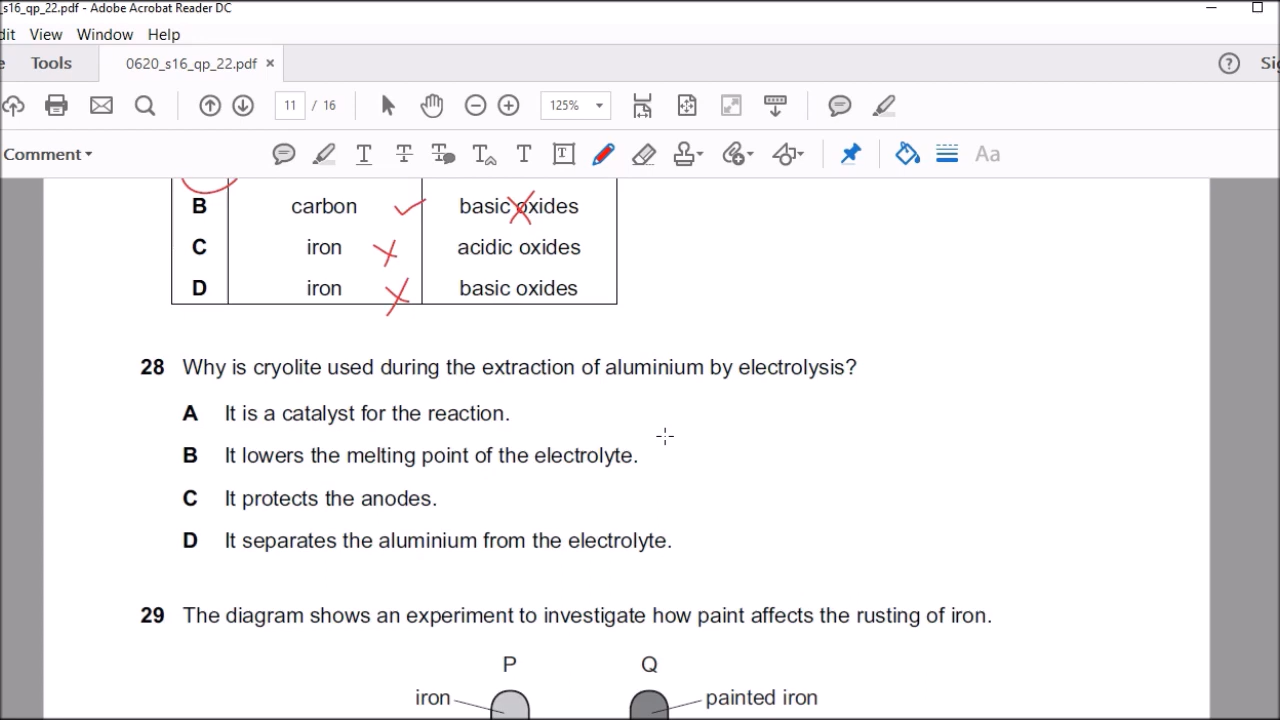 _s16_qp_22.pdf - Adobe Acrobat Reader DC
dit View Window Help
e Tools 0620_s16_qp_22.pdf × ? Sig
11 / 16 125%
Comment T T T T T T Aa
B carbon basic oxides
C iron acidic oxides
D iron basic oxides
28 Why is cryolite used during the extraction of aluminium by electrolysis?
A It is a catalyst for the reaction.
B It lowers the melting point of the electrolyte.
C It protects the anodes.
D It separates the aluminium from the electrolyte.
29 The diagram shows an experiment to investigate how paint affects the rusting of iron.
P Q
iron painted iron